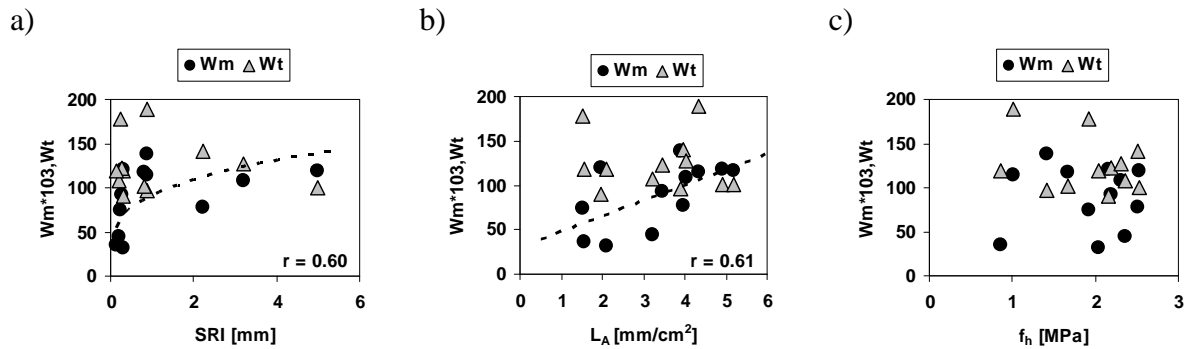 a)
Wm Wt
200
150
100
50
0
Wm*103,Wt
r = 0.60
0 2 4 6
SRI [mm]
b)
Wm Wt
200
150
100
50
0
Wm*103,Wt
r = 0.61
0 1 2 3 4 5 6
L_A [mm/cm²]
c)
Wm Wt
200
150
100
50
0
Wm*103,Wt
0 1 2 3
f_h [MPa]